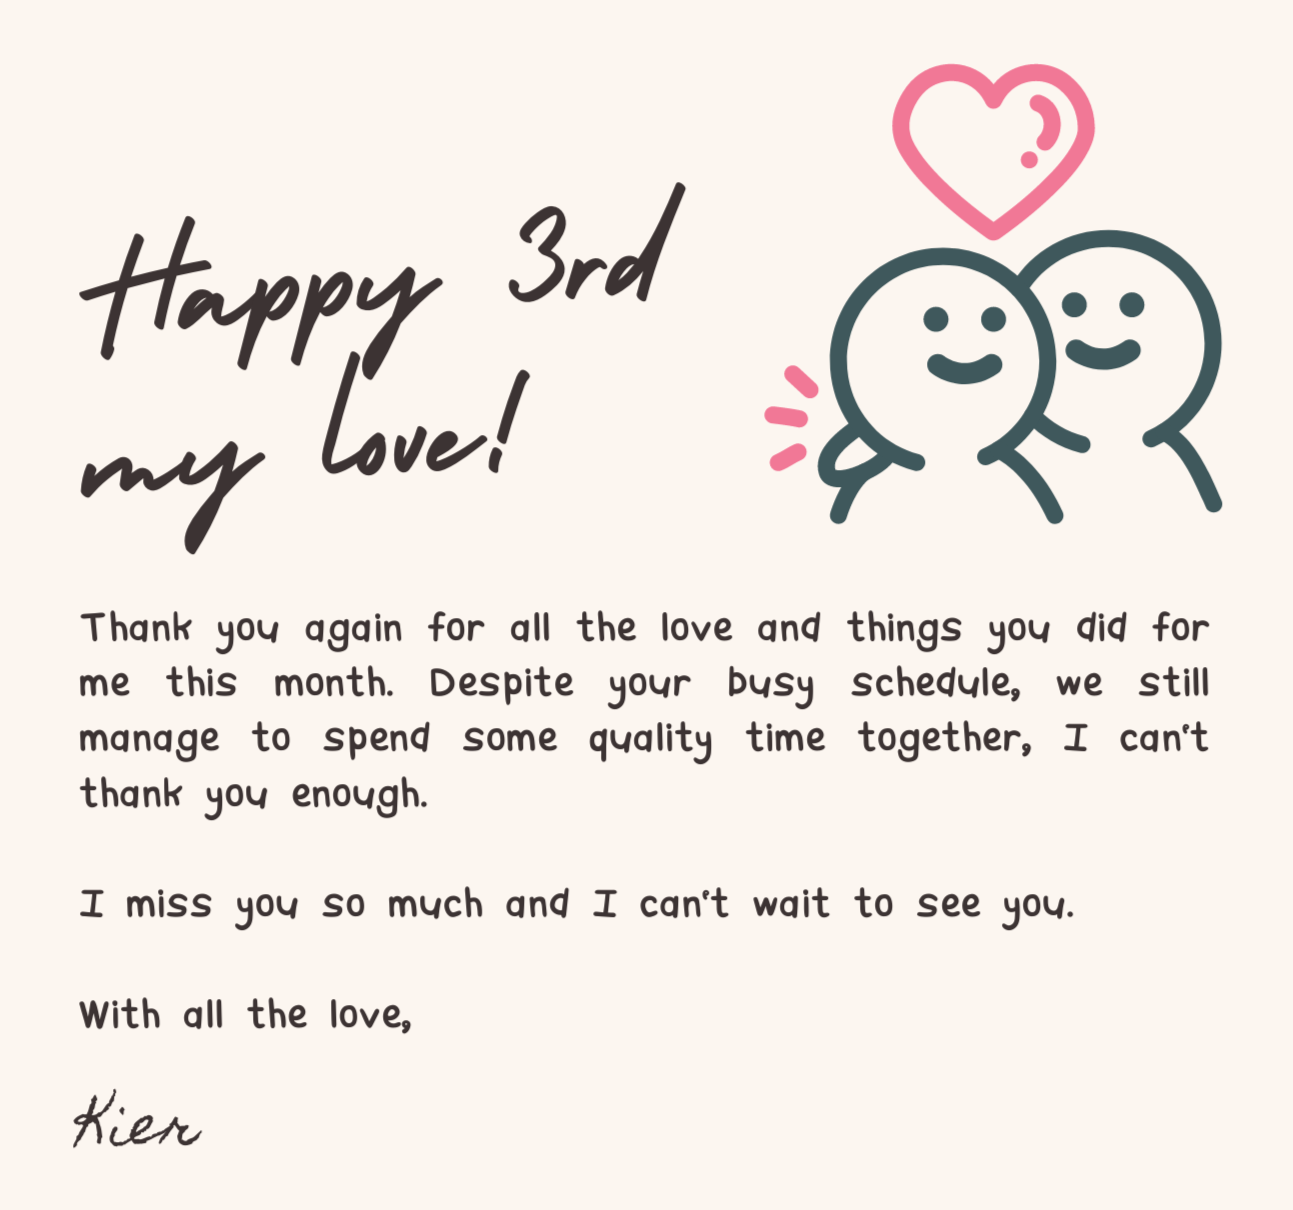 Happy 3rd
my love!
Thank you again for all the love and things you did for
me this month. Despite your busy schedule, we still
manage to spend some quality time together, I can't
thank you enough.
I miss you so much and I can't wait to see you.
With all the love,
Kier